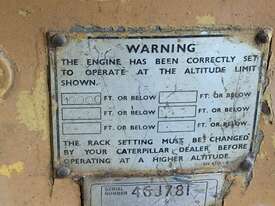 WARNING
THE ENGINE HAS BEEN CORRECTLY SET
TO OPERATE AT THE ALTITUDE LIMIT
SHOWN.
FT. OR BELOW FT. OR BELOW
FT. OR BELOW FT. OR BELOW
FT. OR BELOW FT. OR BELOW
THE RACK SETTING MUST BE CHANGED
BY YOUR CATERPILLAR DEALER BEFORE
OPERATING AT A HIGHER ALTITUDE.
SERIAL
NUMBER 46J781